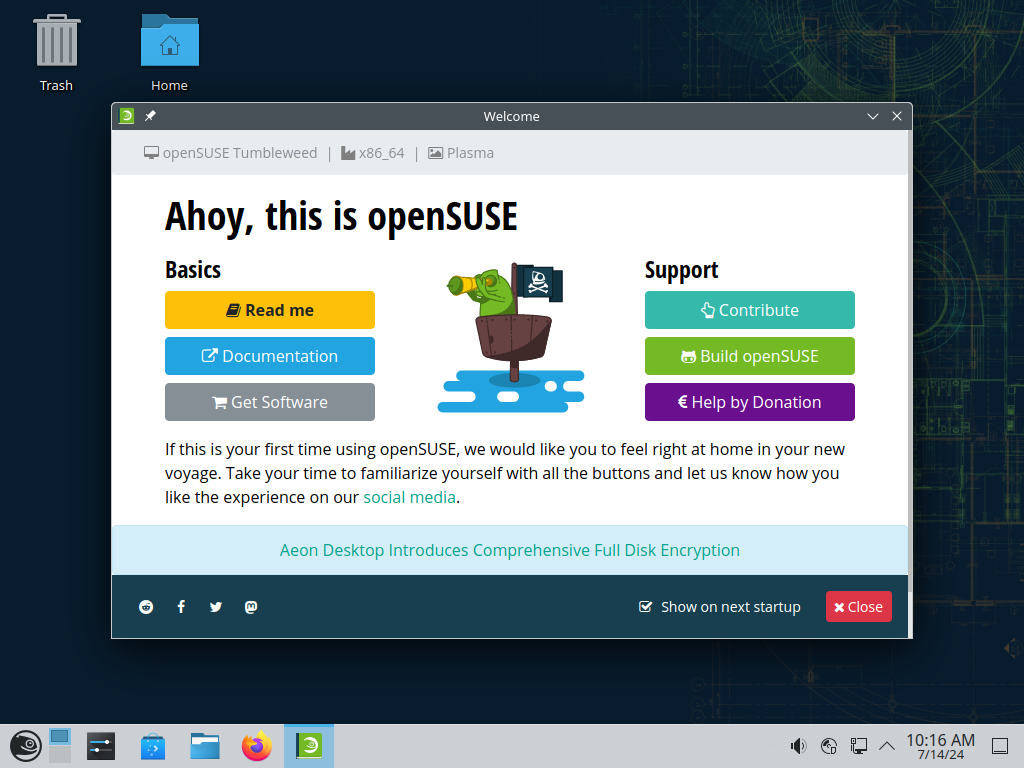 Trash
Home
Welcome
openSUSE Tumbleweed | x86_64 | Plasma
Ahoy, this is openSUSE
Basics
Read me
Documentation
Get Software
Support
Contribute
Build openSUSE
€ Help by Donation
If this is your first time using openSUSE, we would like you to feel right at home in your new
voyage. Take your time to familiarize yourself with all the buttons and let us know how you
like the experience on our social media.
Aeon Desktop Introduces Comprehensive Full Disk Encryption
Show on next startup
Close
10:16 AM
7/14/24